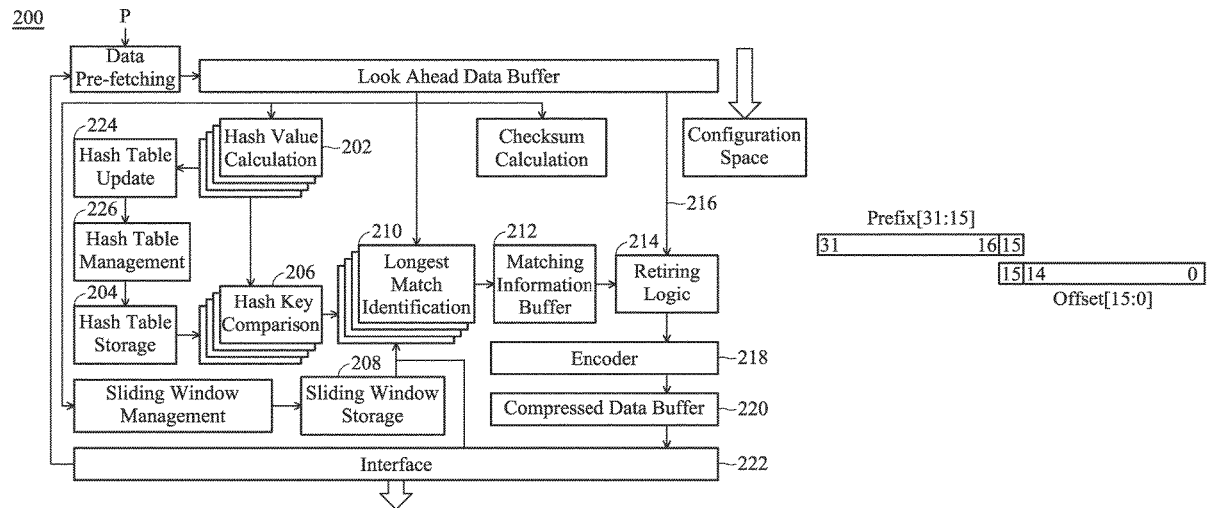 200
P
Data
Pre-fetching
Look Ahead Data Buffer
224
Hash Table
Update
Hash Value
Calculation
202
Checksum
Calculation
Configuration
Space
216
226
Hash Table
Management
204
Hash Table
Storage
206
Hash Key
Comparison
210
Longest
Match
Identification
212
Matching
Information
Buffer
214
Retiring
Logic
Sliding Window
Management
208
Sliding Window
Storage
Encoder
218
Compressed Data Buffer
220
Interface
222
Prefix[31:15]
31 16 15
15 14 0
Offset[15:0]